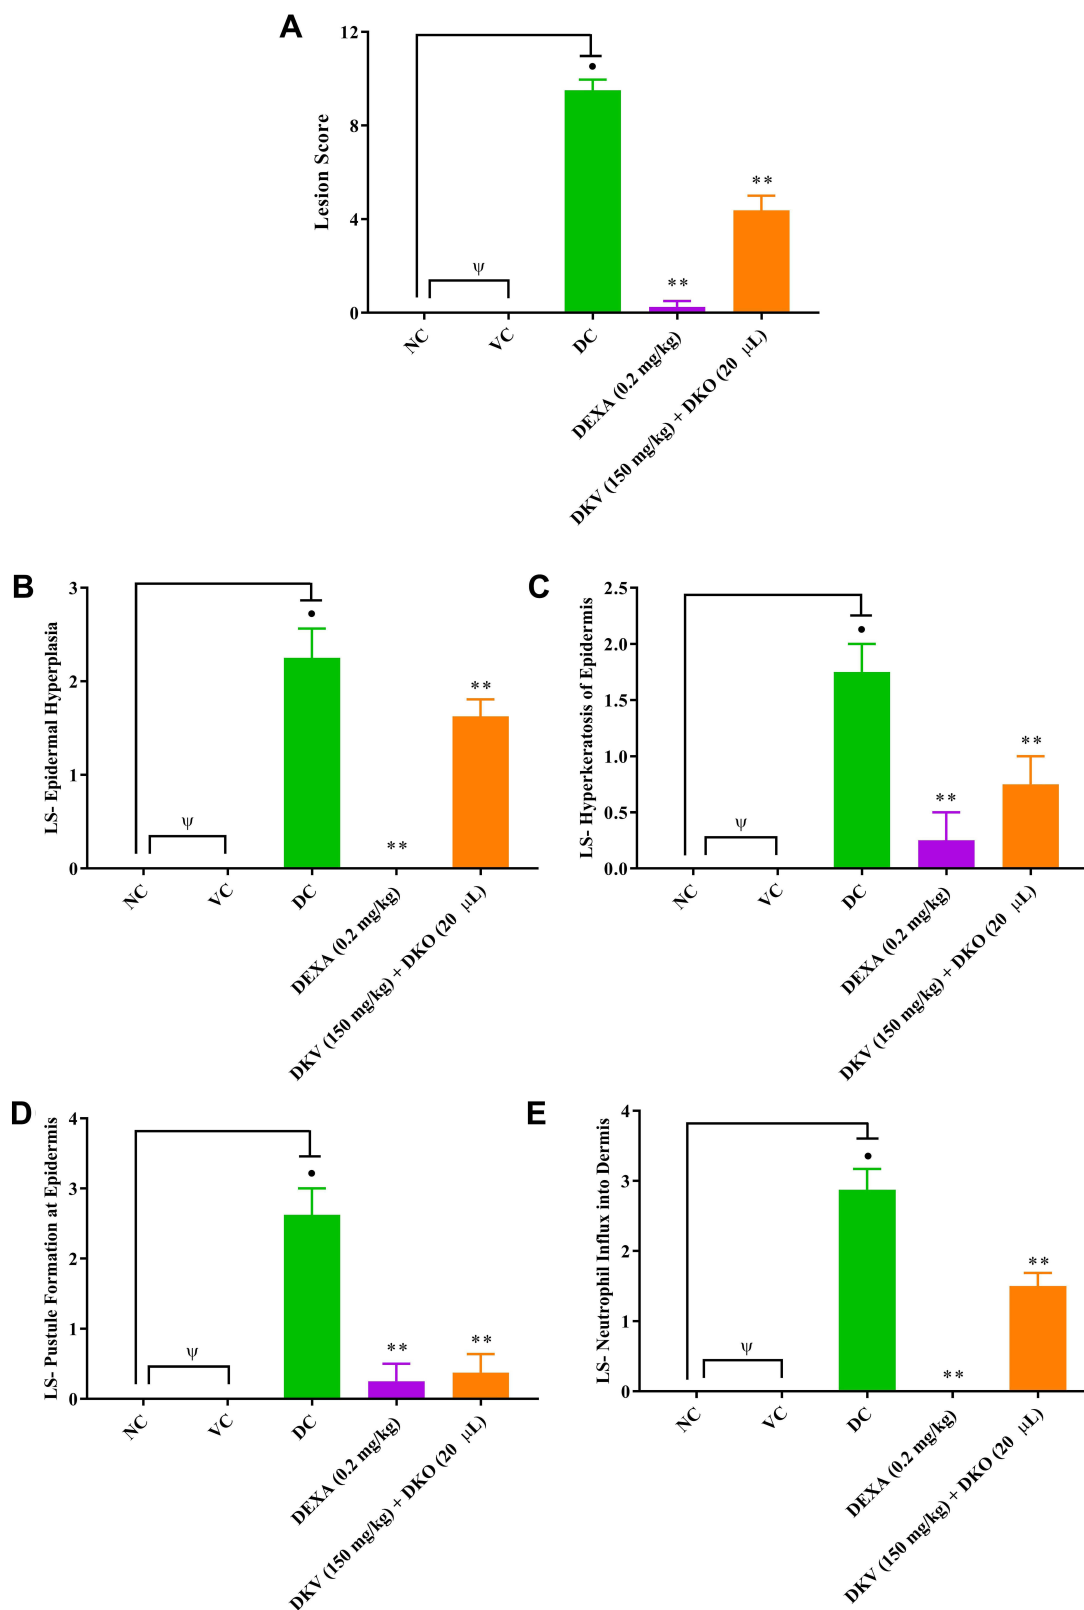 A
Lesion Score
12
8
4
0
•
**
**
ψ
NC
VC
DC
DEXA (0.2 mg/kg)
DKV (150 mg/kg) + DKO (20 µL)
B
LS- Epidermal Hyperplasia
3
2
1
0
•
**
**
ψ
NC
VC
DC
DEXA (0.2 mg/kg)
DKV (150 mg/kg) + DKO (20 µL)
C
LS- Hyperkeratosis of Epidermis
2.5
2.0
1.5
1.0
0.5
0.0
•
**
**
ψ
NC
VC
DC
DEXA (0.2 mg/kg)
DKV (150 mg/kg) + DKO (20 µL)
D
LS- Pustule Formation at Epidermis
4
3
2
1
0
•
**
**
ψ
NC
VC
DC
DEXA (0.2 mg/kg)
DKV (150 mg/kg) + DKO (20 µL)
E
LS- Neutrophil Influx into Dermis
4
3
2
1
0
•
**
**
ψ
NC
VC
DC
DEXA (0.2 mg/kg)
DKV (150 mg/kg) + DKO (20 µL)